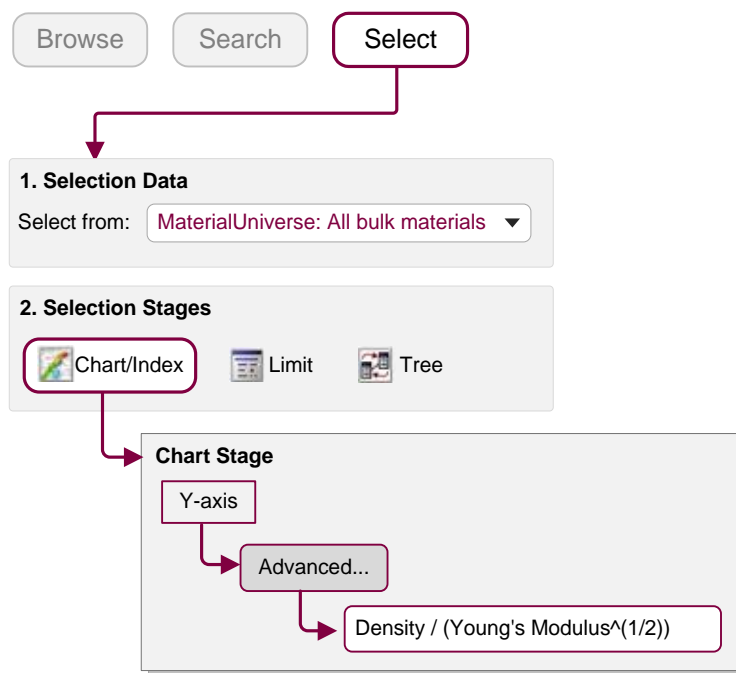 Browse Search Select
1. Selection Data
Select from: MaterialUniverse: All bulk materials
2. Selection Stages
Chart/Index Limit Tree
Chart Stage
Y-axis
Advanced...
Density / (Young's Modulus^(1/2))